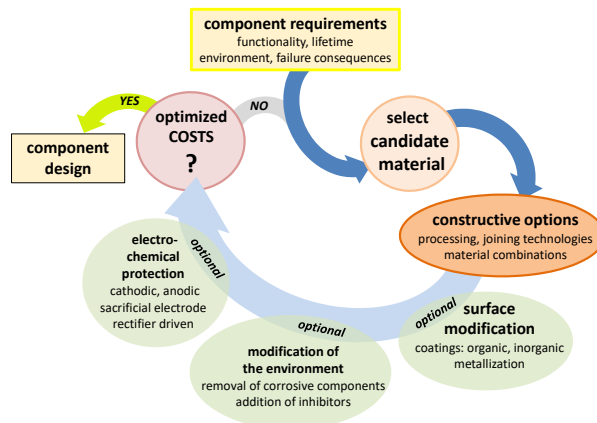 component requirements
functionality, lifetime
environment, failure consequences
YES
NO
optimized
COSTS
?
select
candidate
material
component
design
constructive options
processing, joining technologies
material combinations
electro-
chemical
protection
cathodic, anodic
sacrificial electrode
rectifier driven
optional
optional
optional
modification of
the environment
removal of corrosive components
addition of inhibitors
surface
modification
coatings: organic, inorganic
metallization